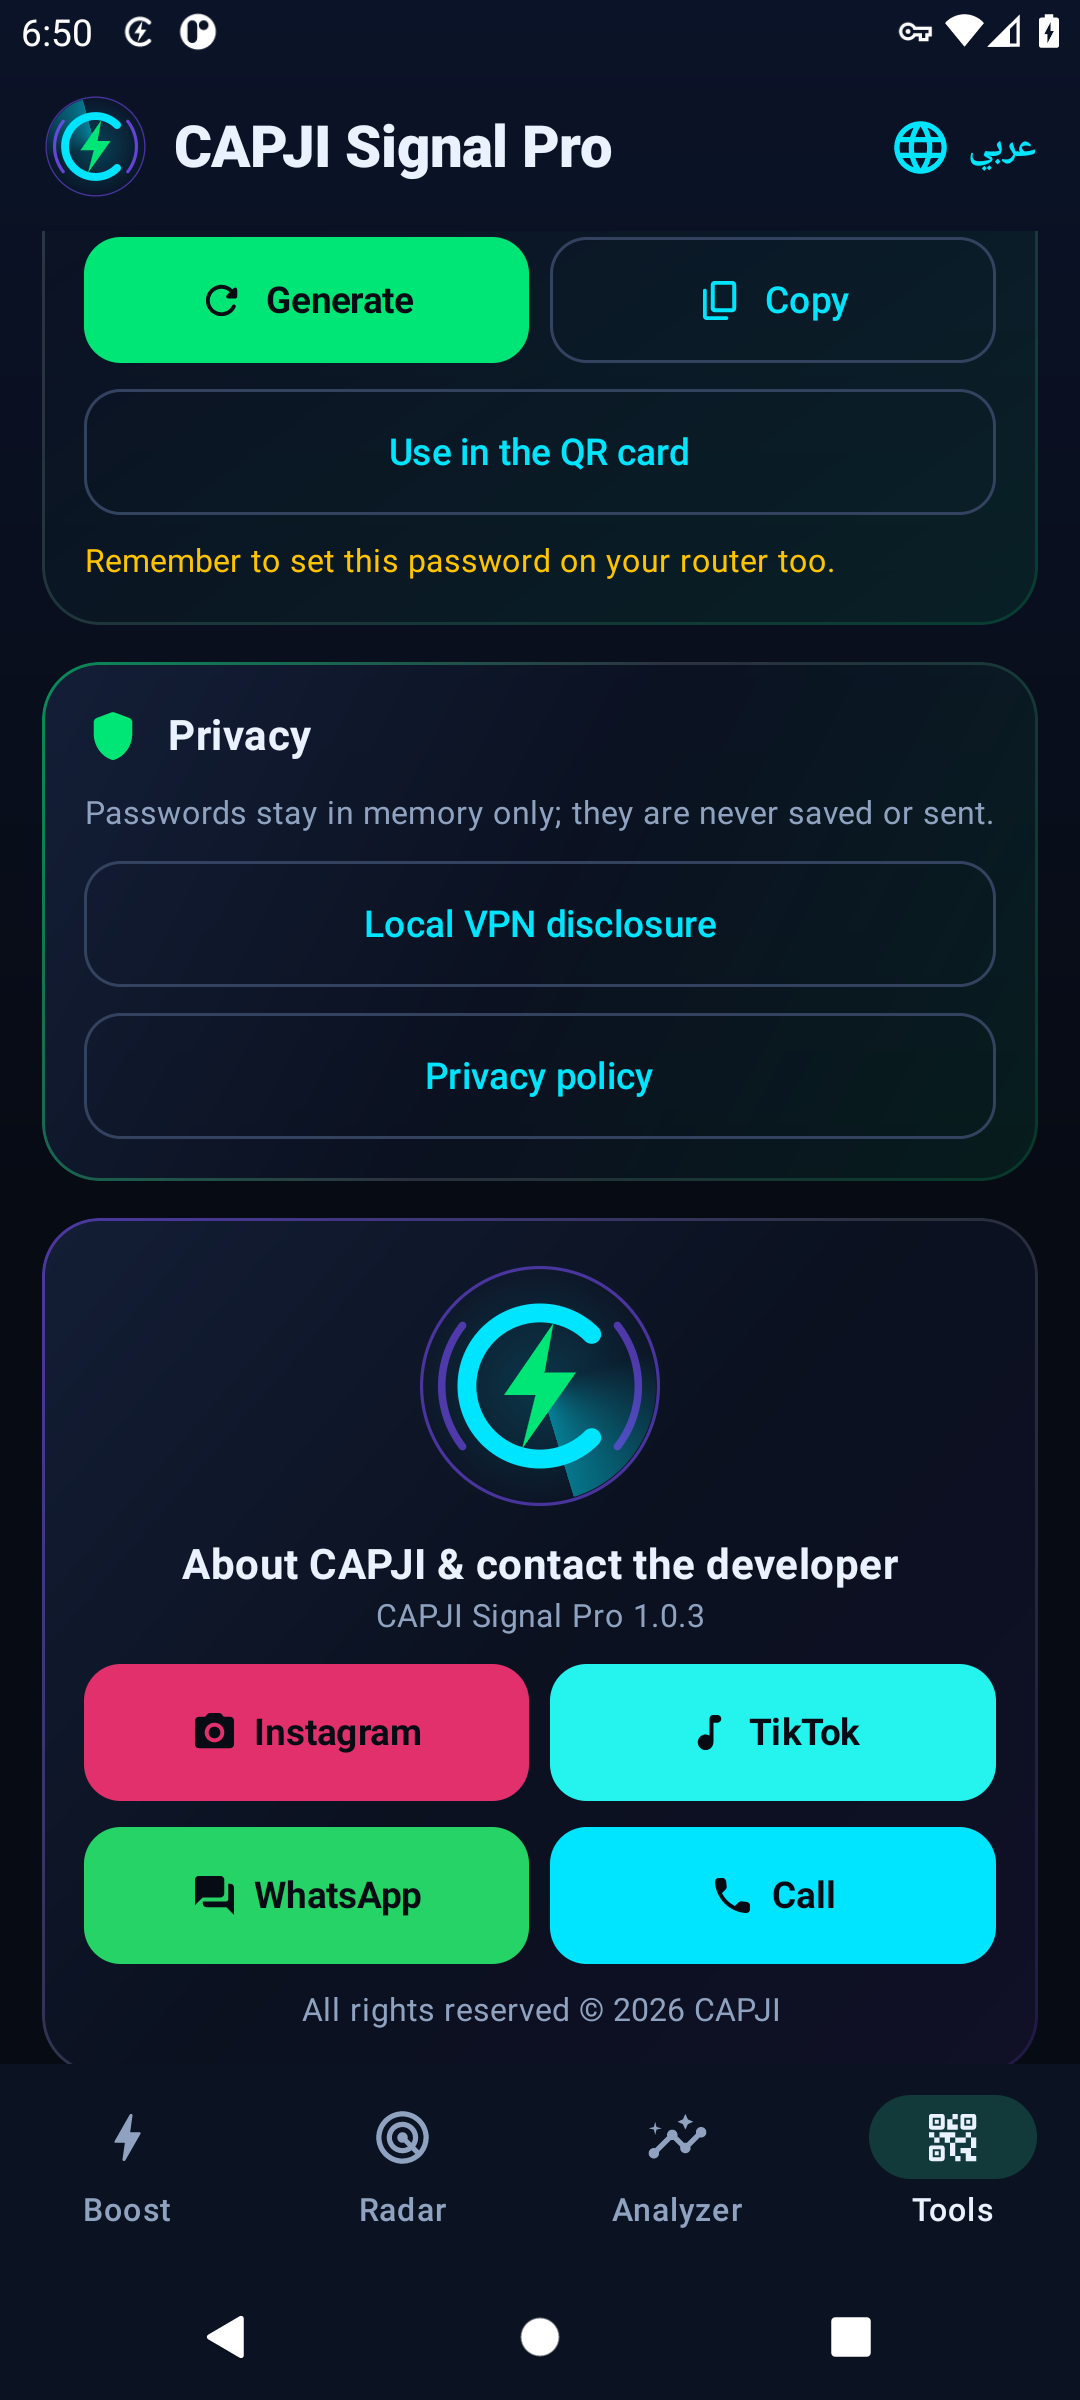 6:50
CAPJI Signal Pro
عربي
Generate
Copy
Use in the QR card
Remember to set this password on your router too.
Privacy
Passwords stay in memory only; they are never saved or sent.
Local VPN disclosure
Privacy policy
About CAPJI & contact the developer
CAPJI Signal Pro 1.0.3
Instagram
TikTok
WhatsApp
Call
All rights reserved © 2026 CAPJI
Boost
Radar
Analyzer
Tools